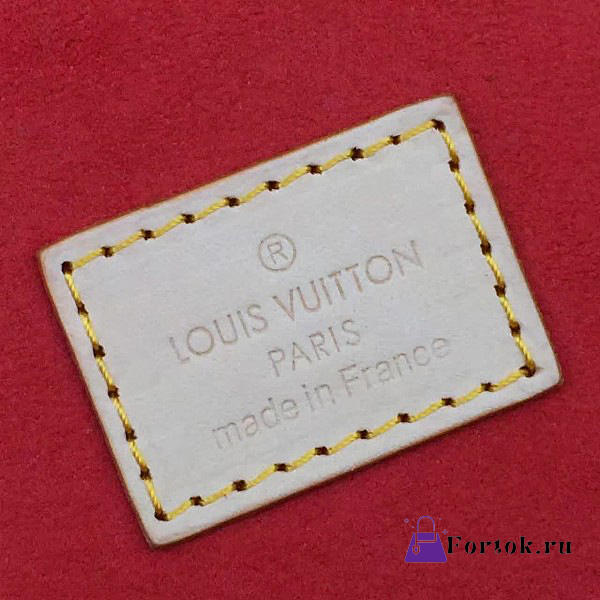 ®
LOUIS VUITTON
PARIS
made in France
Fortok.ru